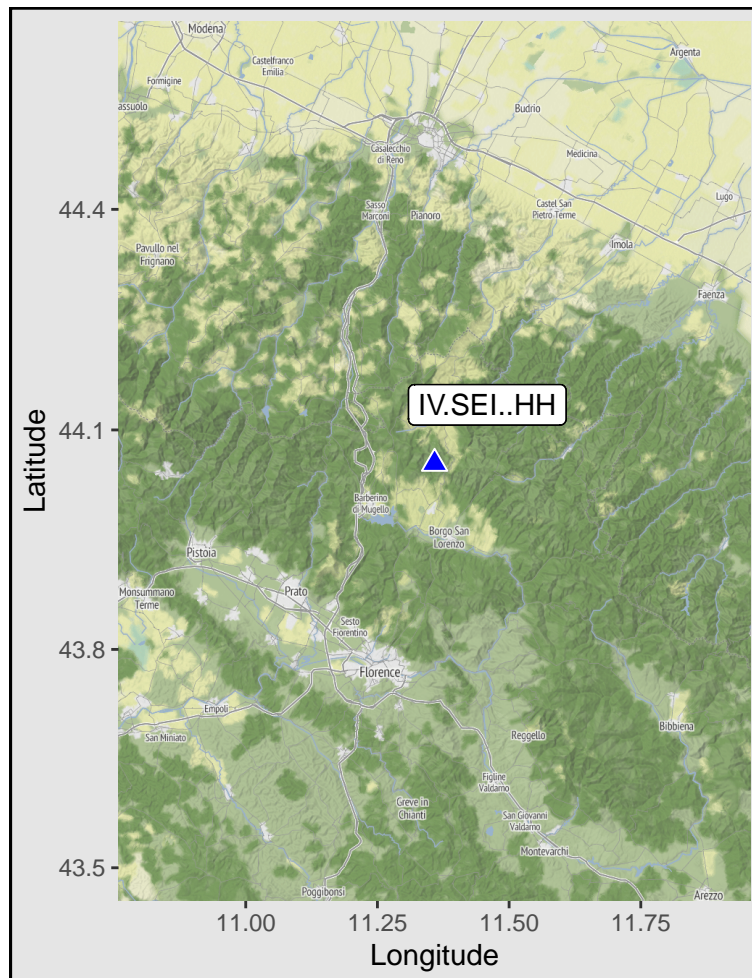 Modena
Argenta
Castelfranco
Emilia
Formigine
assuolo
Budrio
Casalecchio
di Reno
Medicina
Lugo
44.4
Sasso
Marconi
Pianoro
Castel San
Pietro Terme
Imola
Pavullo nel
Frignano
Faenza
IV.SEI..HH
44.1
Latitude
Barberino
di Mugello
Borgo San
Lorenzo
Pistoia
Monsummano
Terme
Prato
Sesto
Fiorentino
43.8
Florence
Empoli
Bibbiena
San Miniato
Reggello
Figline
Valdarno
Greve in
Chianti
San Giovanni
Valdarno
Montevarchi
43.5
Poggibonsi
Arezzo
11.00
11.25
11.50
11.75
Longitude